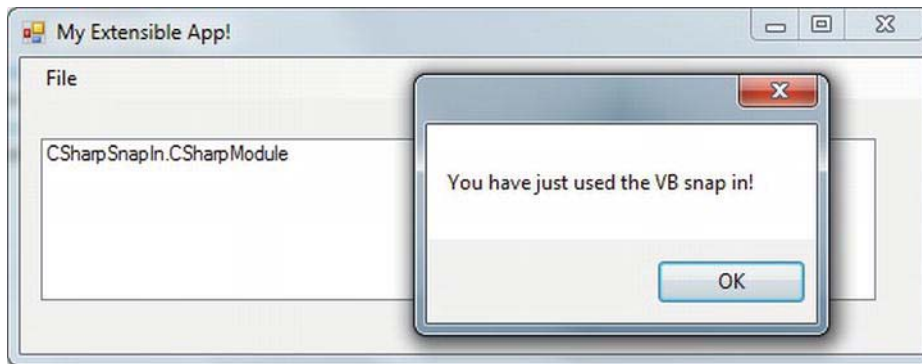 My Extensible App!
File
CSharpSnapIn.CSharpModule
You have just used the VB snap in!
OK